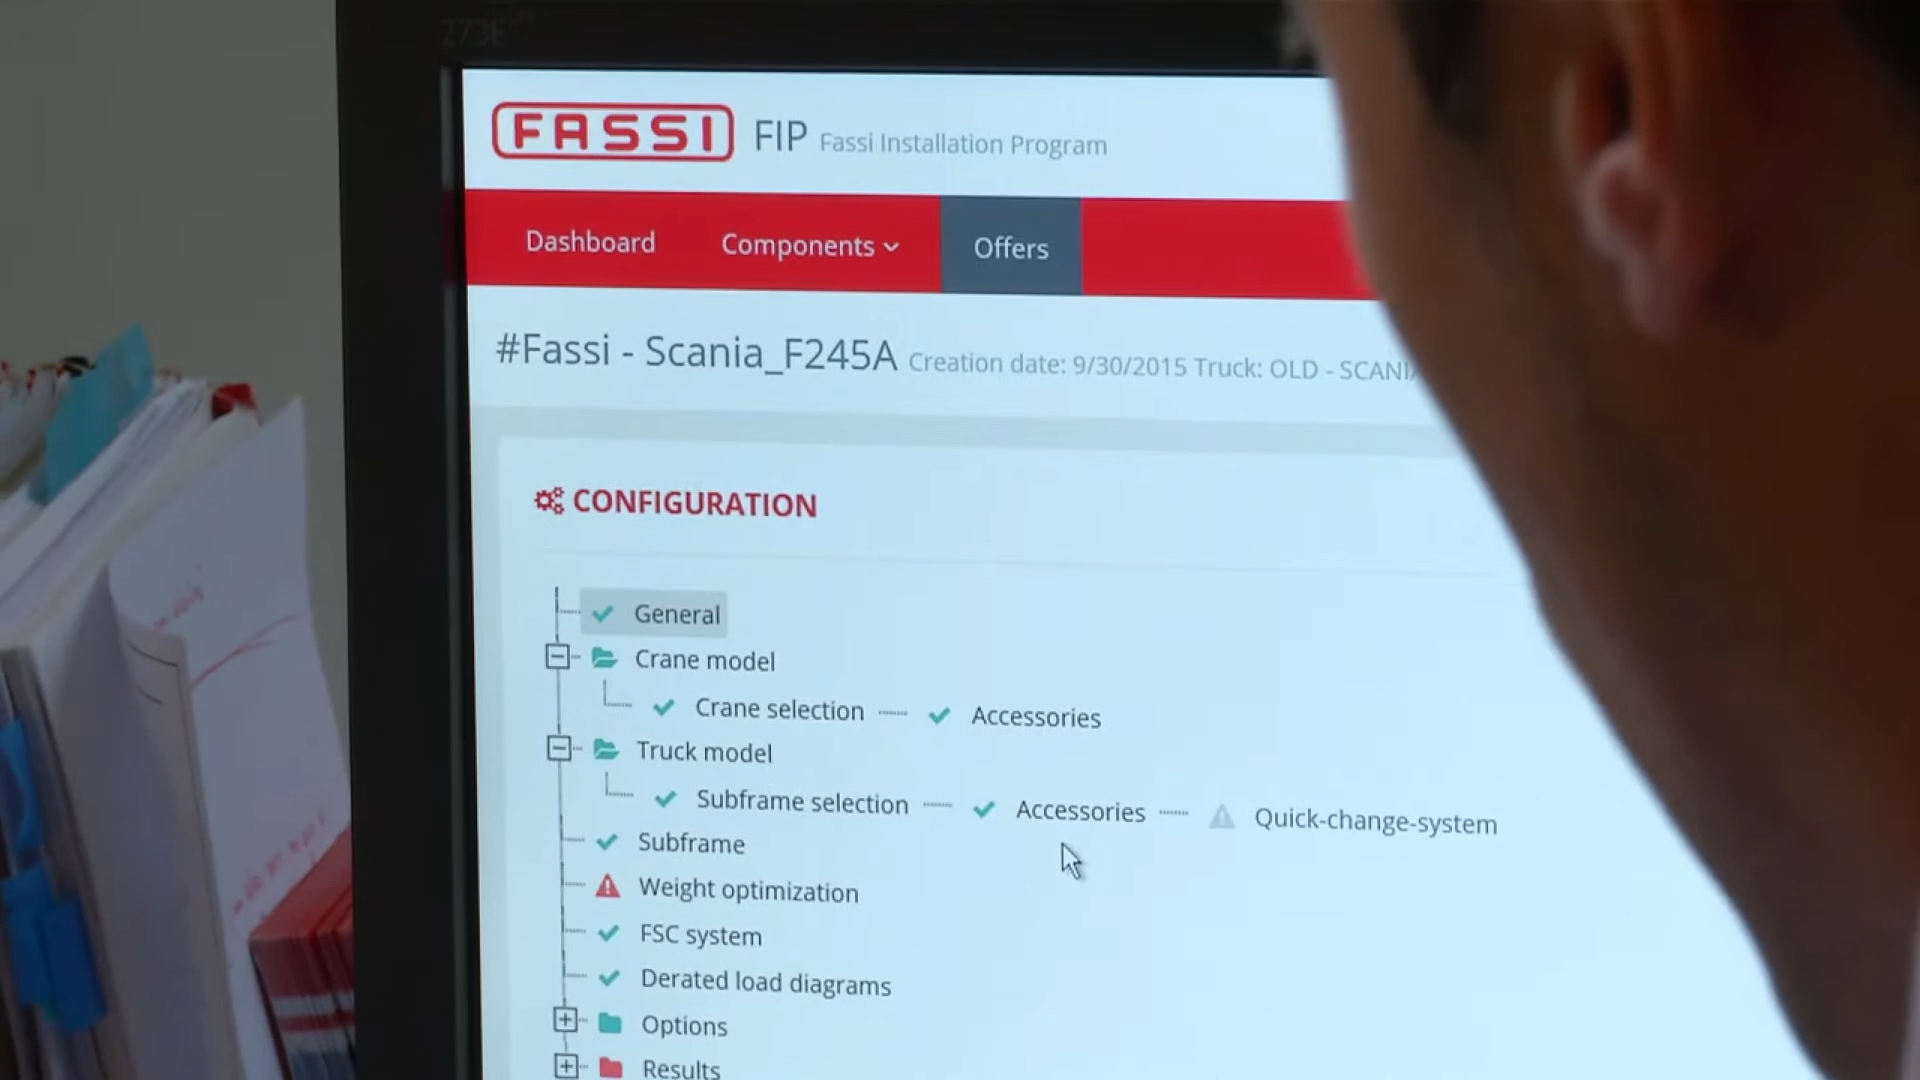 273E
FASSI FIP Fassi Installation Program
Dashboard Components Offers
#Fassi - Scania_F245A Creation date: 9/30/2015 Truck: OLD - SCANIA
CONFIGURATION
General
Crane model
Crane selection Accessories
Truck model
Subframe selection Accessories Quick-change-system
Subframe
Weight optimization
FSC system
Derated load diagrams
Options
Results